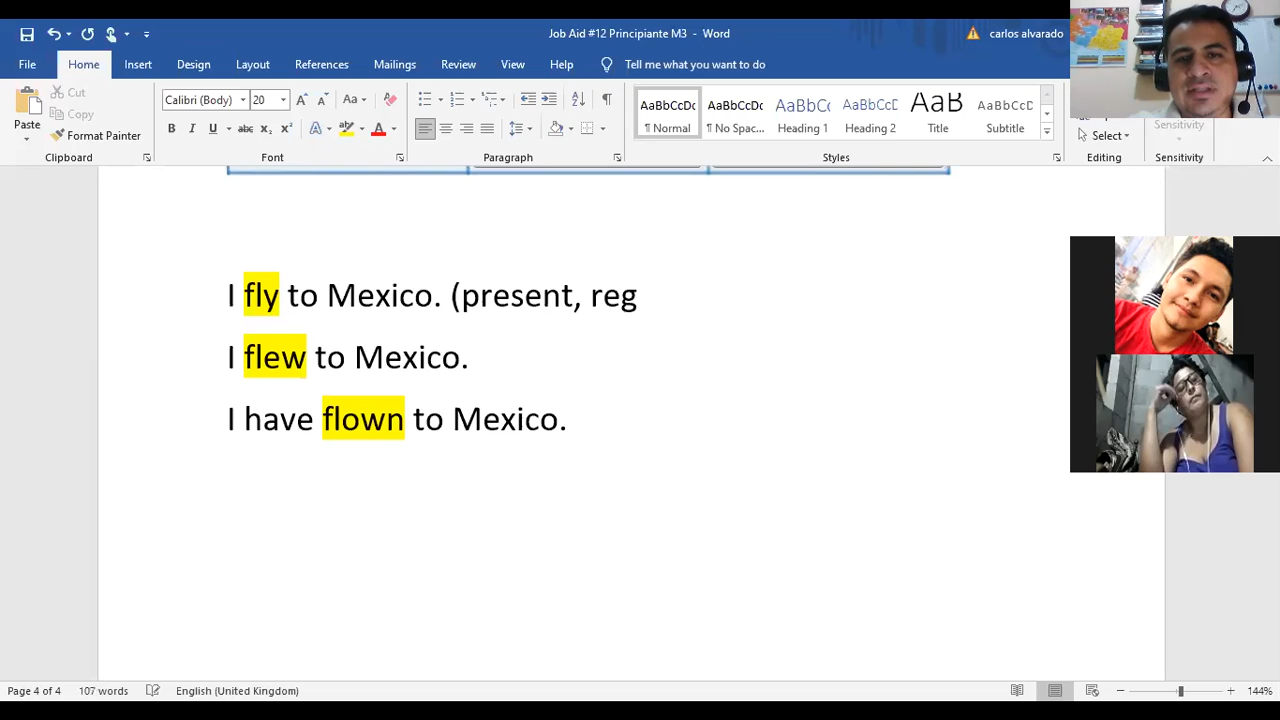 Job Aid #12 Principiante M3 - Word
carlos alvarado
File Home Insert Design Layout References Mailings Review View Help Tell me what you want to do
Paste
Cut
Copy
Format Painter
Clipboard
Calibri (Body) 20
Font
Paragraph
AaBbCcDc AaBbCcDc AaBbCc AaBbCcD AaB AaBbCcD
¶ Normal ¶ No Spac... Heading 1 Heading 2 Title Subtitle
Styles
Select
Editing
Sensitivity
Sensitivity
I fly to Mexico. (present, reg
I flew to Mexico.
I have flown to Mexico.
Page 4 of 4 107 words English (United Kingdom) 144%